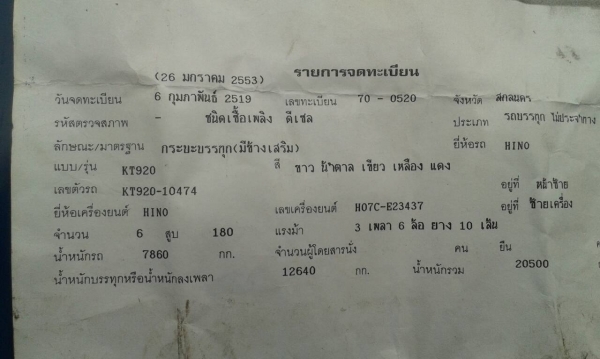 (26 มกราคม 2553) รายการจดทะเบียน
วันจดทะเบียน 6 กุมภาพันธ์ 2519 เลขทะเบียน 70 - 0520 จังหวัด สกลนคร
รหัสตรวจสภาพ - ชนิดเชื้อเพลิง ดีเซล ประเภท รถบรรทุก ไม่ประจำทาง
ลักษณะ/มาตรฐาน กระบะบรรทุก(มีข้างเสริม) ยี่ห้อรถ HINO
แบบ/รุ่น KT920 สี ขาว น้ำตาล เขียว เหลือง แดง
เลขตัวรถ KT920-10474 อยู่ที่ หน้าซ้าย
ยี่ห้อเครื่องยนต์ HINO เลขเครื่องยนต์ H07C-E23437 อยู่ที่ ซ้ายเครื่อง
จำนวน 6 สูบ 180 แรงม้า 3 เพลา 6 ล้อ ยาง 10 เส้น
น้ำหนักรถ 7860 กก. จำนวนผู้โดยสารนั่ง คน ยืน
น้ำหนักบรรทุกหรือน้ำหนักลงเพลา 12640 กก. น้ำหนักรวม 20500